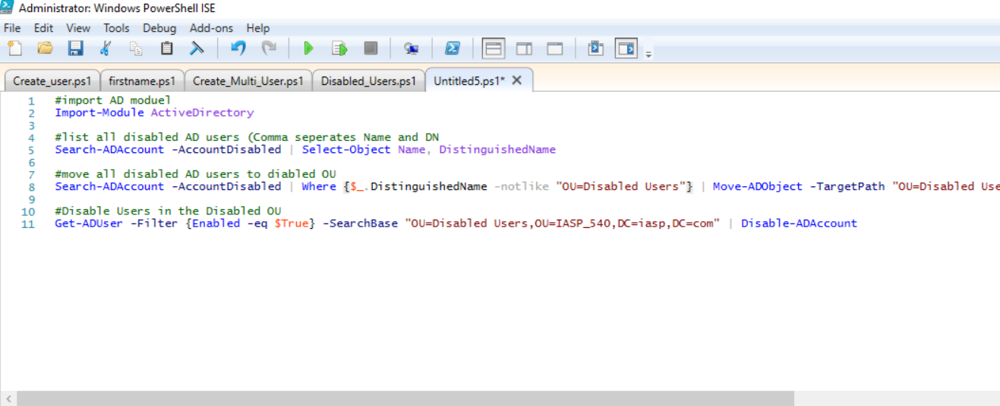 Administrator: Windows PowerShell ISE
File Edit View Tools Debug Add-ons Help
Create_user.ps1 firstname.ps1 Create_Multi_User.ps1 Disabled_Users.ps1 Untitled5.ps1* X
1 #import AD moduel
2 Import-Module ActiveDirectory
3
4 #list all disabled AD users (Comma seperates Name and DN
5 Search-ADAccount -AccountDisabled | Select-Object Name, DistinguishedName
6
7 #move all disabled AD users to diabled OU
8 Search-ADAccount -AccountDisabled | Where {$_.DistinguishedName -notlike "OU=Disabled Users"} | Move-ADObject -TargetPath "OU=Disabled Use
9
10 #Disable Users in the Disabled OU
11 Get-ADUser -Filter {Enabled -eq $True} -SearchBase "OU=Disabled Users,OU=IASP_540,DC=iasp,DC=com" | Disable-ADAccount